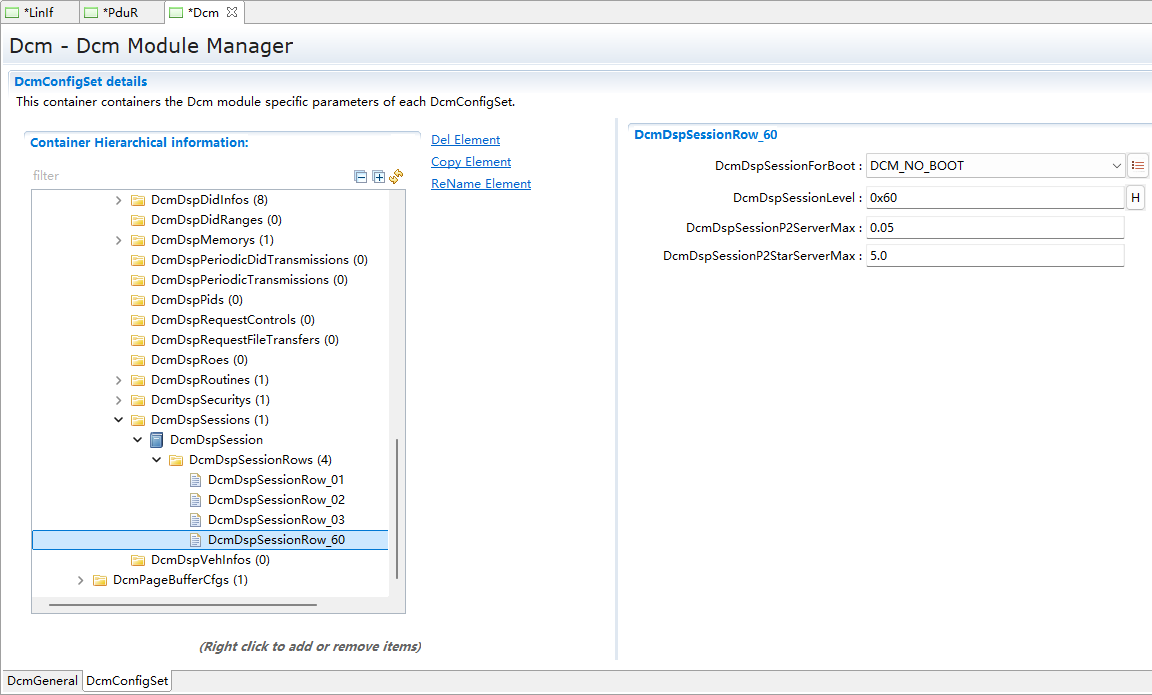 *LinIf *PduR *Dcm
Dcm - Dcm Module Manager
DcmConfigSet details
This container containers the Dcm module specific parameters of each DcmConfigSet.
Container Hierarchical information:
filter
DcmDspDidInfos (8)
DcmDspDidRanges (0)
DcmDspMemorys (1)
DcmDspPeriodicDidTransmissions (0)
DcmDspPeriodicTransmissions (0)
DcmDspPids (0)
DcmDspRequestControls (0)
DcmDspRequestFileTransfers (0)
DcmDspRoes (0)
DcmDspRoutines (1)
DcmDspSecuritys (1)
DcmDspSessions (1)
DcmDspSession
DcmDspSessionRows (4)
DcmDspSessionRow_01
DcmDspSessionRow_02
DcmDspSessionRow_03
DcmDspSessionRow_60
DcmDspVehInfos (0)
DcmPageBufferCfgs (1)
(Right click to add or remove items)
Del Element
Copy Element
ReName Element
DcmDspSessionRow_60
DcmDspSessionForBoot : DCM_NO_BOOT
DcmDspSessionLevel : 0x60 H
DcmDspSessionP2ServerMax : 0.05
DcmDspSessionP2StarServerMax : 5.0
DcmGeneral DcmConfigSet